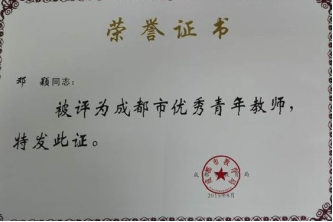 荣誉证书
邓 颖同志：
被评为成都市优秀青年教师，
特发此证。